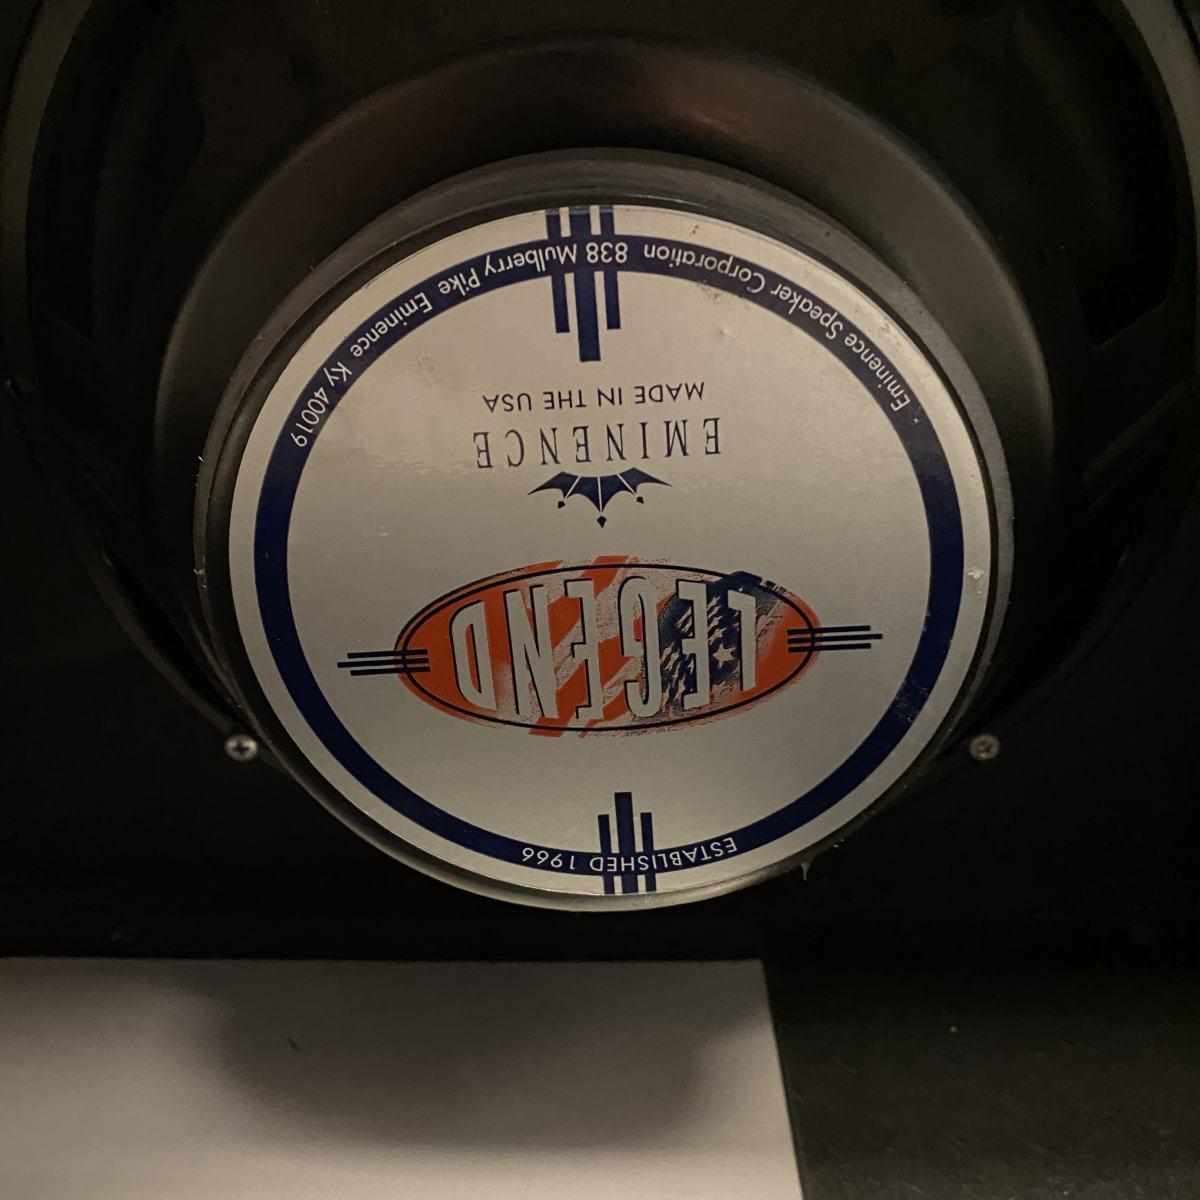 ESTABLISHED 1966
LEGEND
EMINENCE
MADE IN THE USA
· Eminence Speaker Corporation 838 Mulberry Pike Eminence Ky 40019